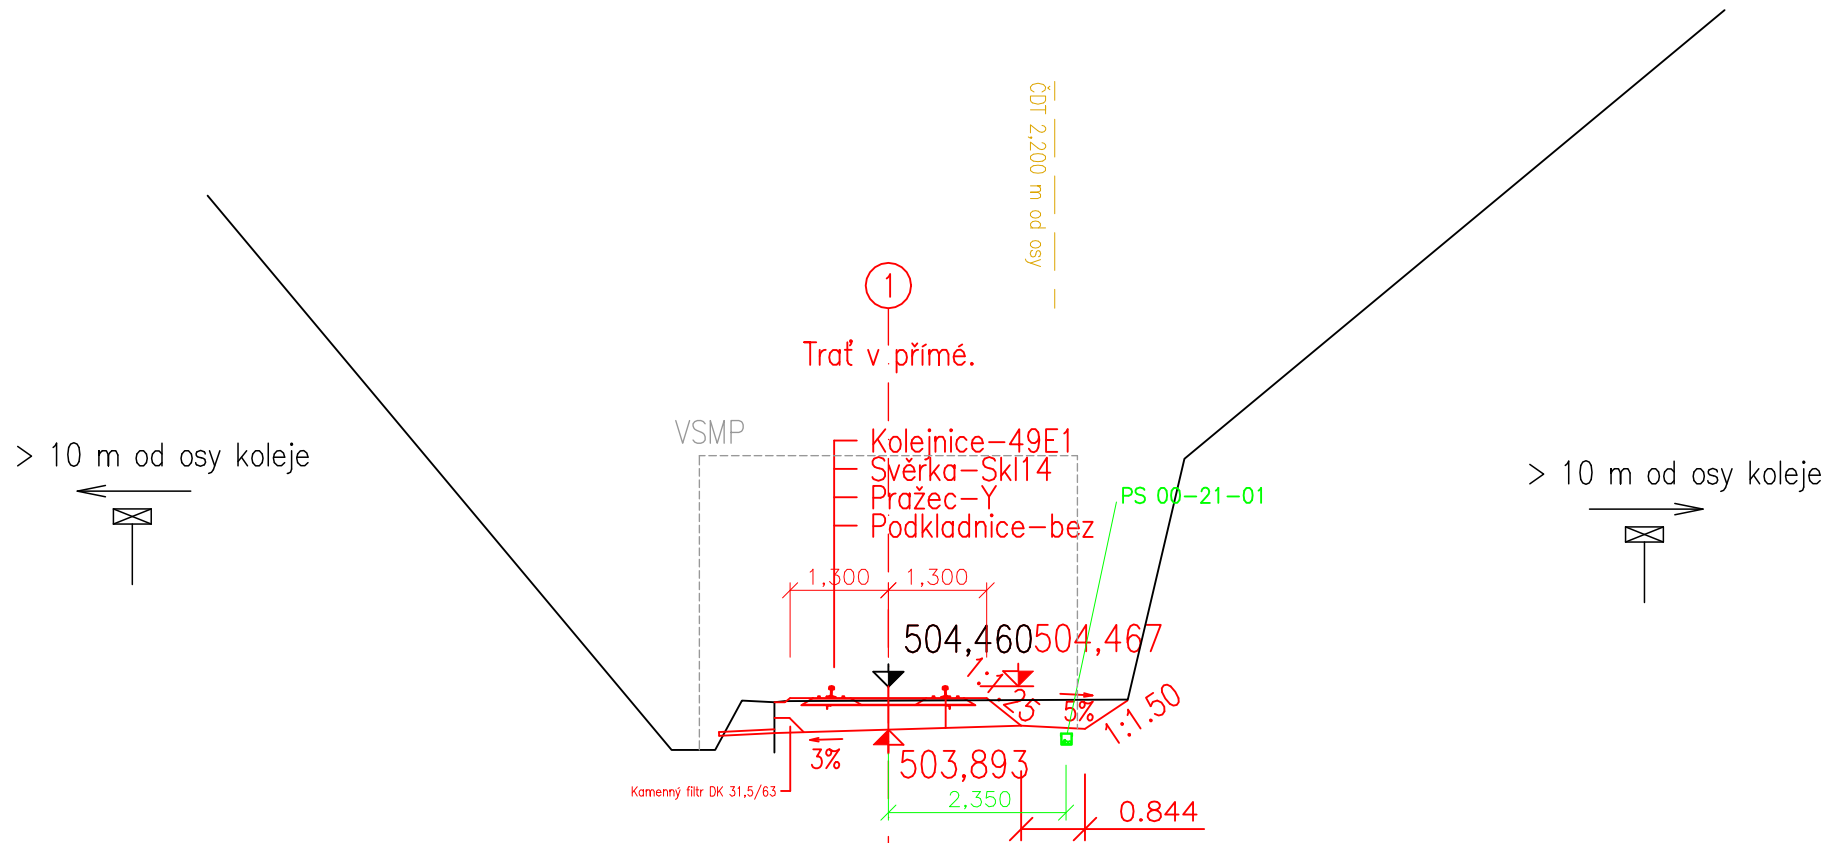 ČDT 2,200 m od osy
1
Trať v přímé.
VSMP
Kolejnice-49E1
Svěrka-Skl14
Pražec-Y
Podkladnice-bez
> 10 m od osy koleje
> 10 m od osy koleje
PS 00-21-01
1,300
1,300
504,460
504,467
1:1.25
5%
1:1.50
3%
503,893
Kamenný filtr DK 31,5/63
2,350
0.844